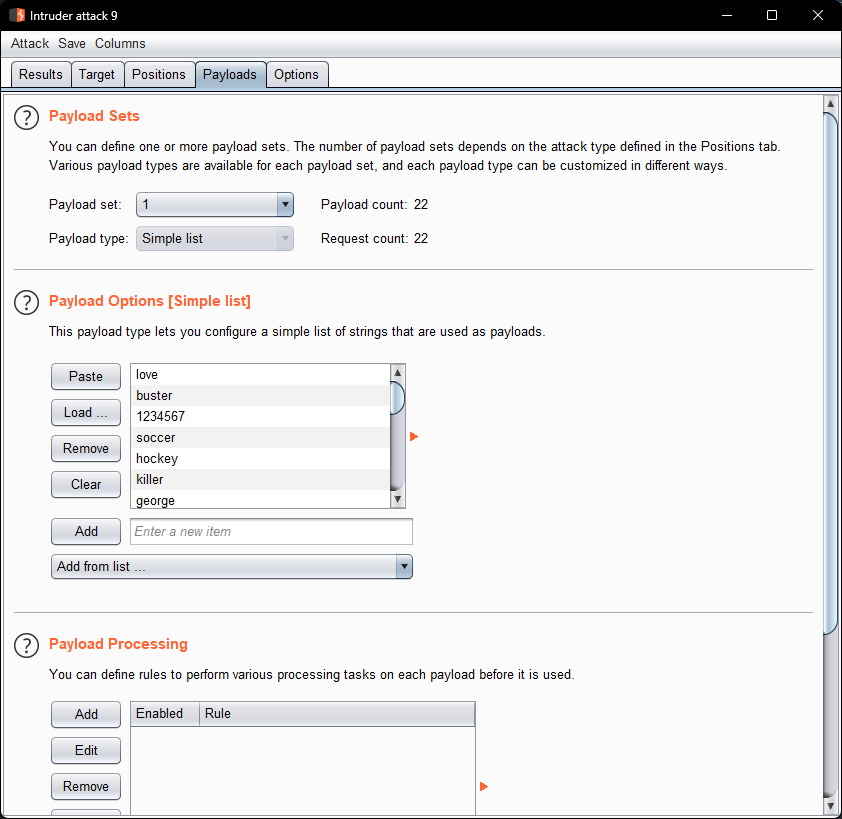 Intruder attack 9
Attack Save Columns
Results Target Positions Payloads Options
? Payload Sets
You can define one or more payload sets. The number of payload sets depends on the attack type defined in the Positions tab.
Various payload types are available for each payload set, and each payload type can be customized in different ways.
Payload set: 1 Payload count: 22
Payload type: Simple list Request count: 22
? Payload Options [Simple list]
This payload type lets you configure a simple list of strings that are used as payloads.
Paste love
buster
Load ... 1234567
soccer
Remove hockey
Clear killer
george
Add Enter a new item
Add from list ...
? Payload Processing
You can define rules to perform various processing tasks on each payload before it is used.
Add Enabled Rule
Edit
Remove